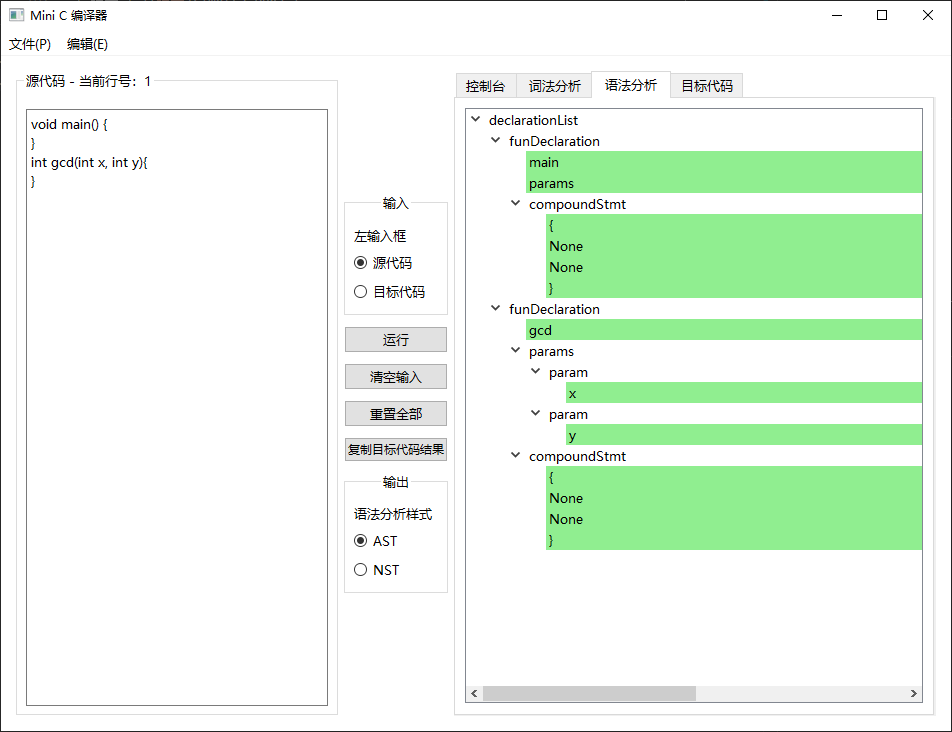 Mini C 编译器
文件(P) 编辑(E)
源代码 - 当前行号：1
void main() {
}
int gcd(int x, int y){
}
输入
左输入框
源代码
目标代码
运行
清空输入
重置全部
复制目标代码结果
输出
语法分析样式
AST
NST
控制台 词法分析 语法分析 目标代码
declarationList
funDeclaration
main
params
compoundStmt
{
None
None
}
funDeclaration
gcd
params
param
x
param
y
compoundStmt
{
None
None
}